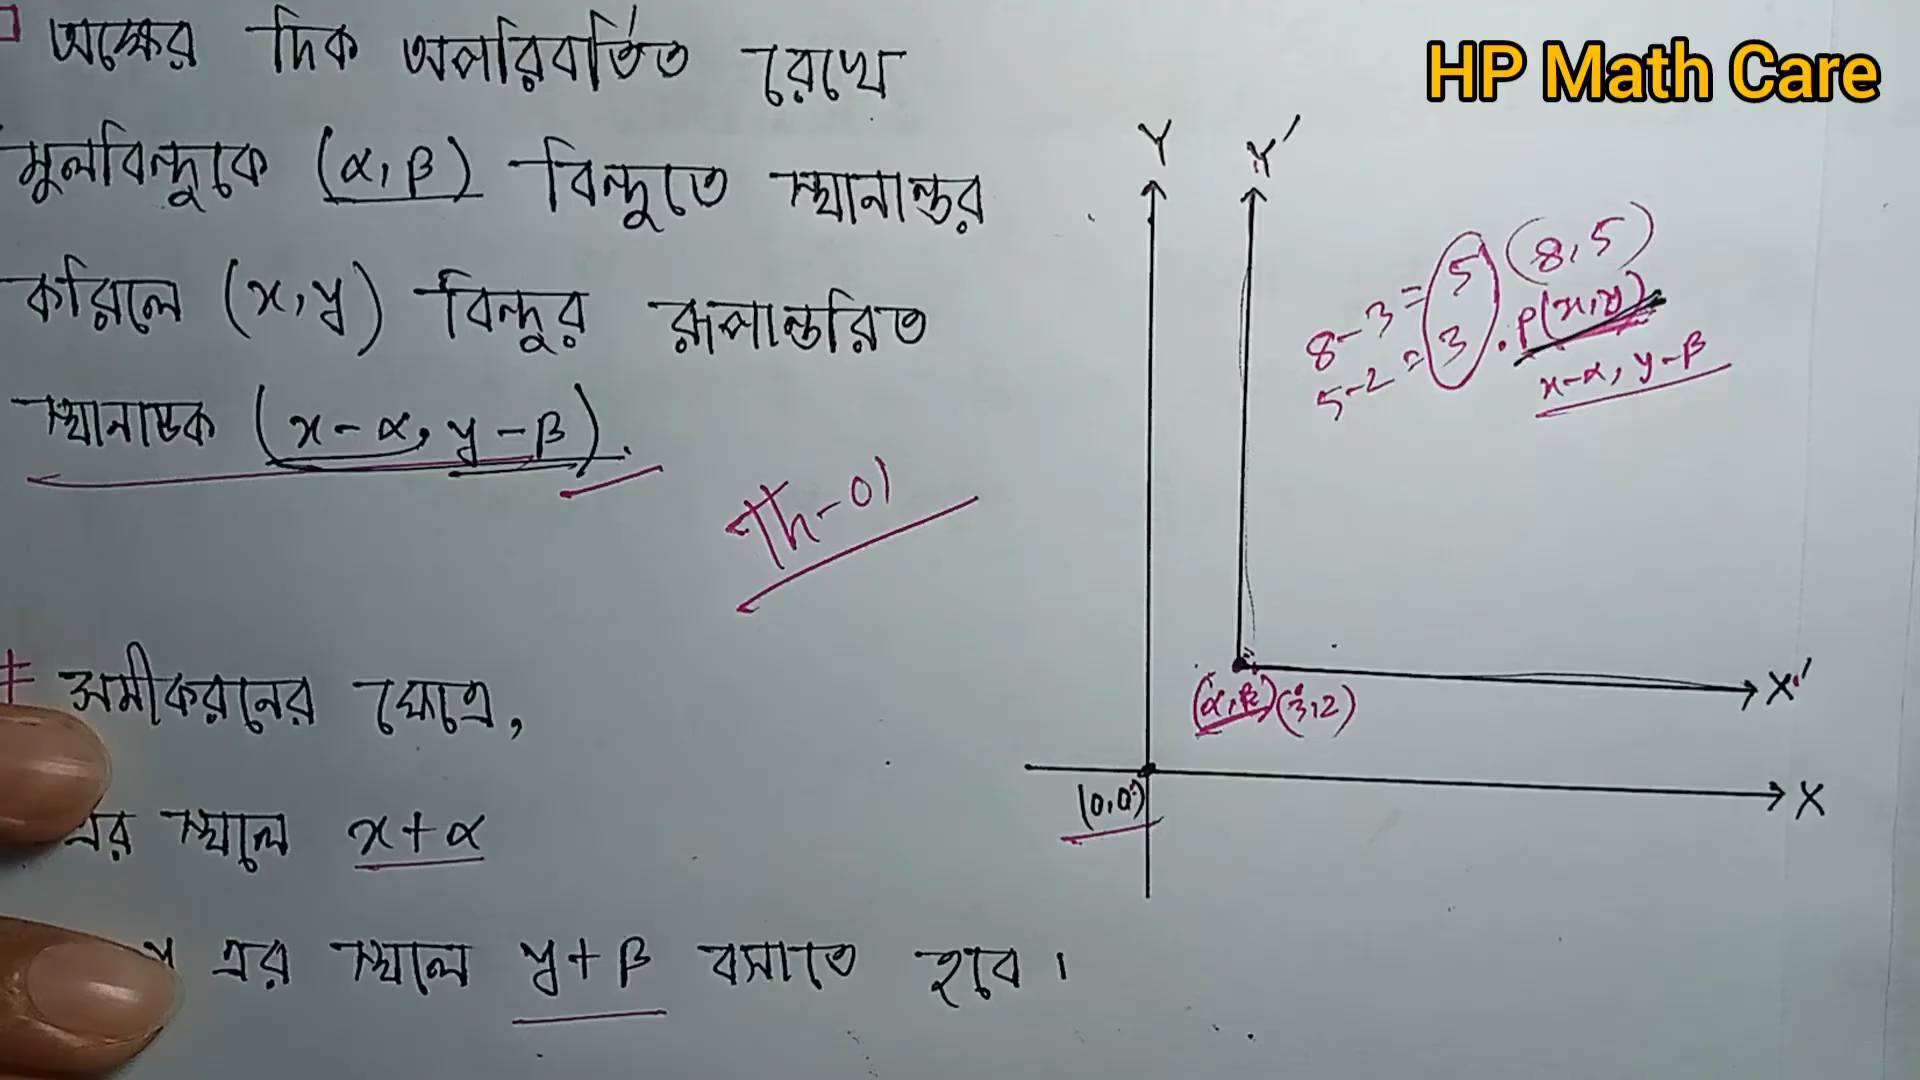 অক্ষের দিক অপরিবর্তিত রেখে
মূলবিন্দুকে (α, β) বিন্দুতে স্থানান্তর
করিলে (x, y) বিন্দুর রূপান্তরিত
স্থানাঙ্ক (x-α, y-β).
Th-01
সমীকরনের ক্ষেত্রে,
এর স্থলে x+α
y এর স্থলে y+β বসাতে হবে।
HP Math Care
Y Y′
8-3=5 (8,5)
5-2=3 . P(x,y)
x-α, y-β
X′
(α,β) (3,2)
(0,0) X